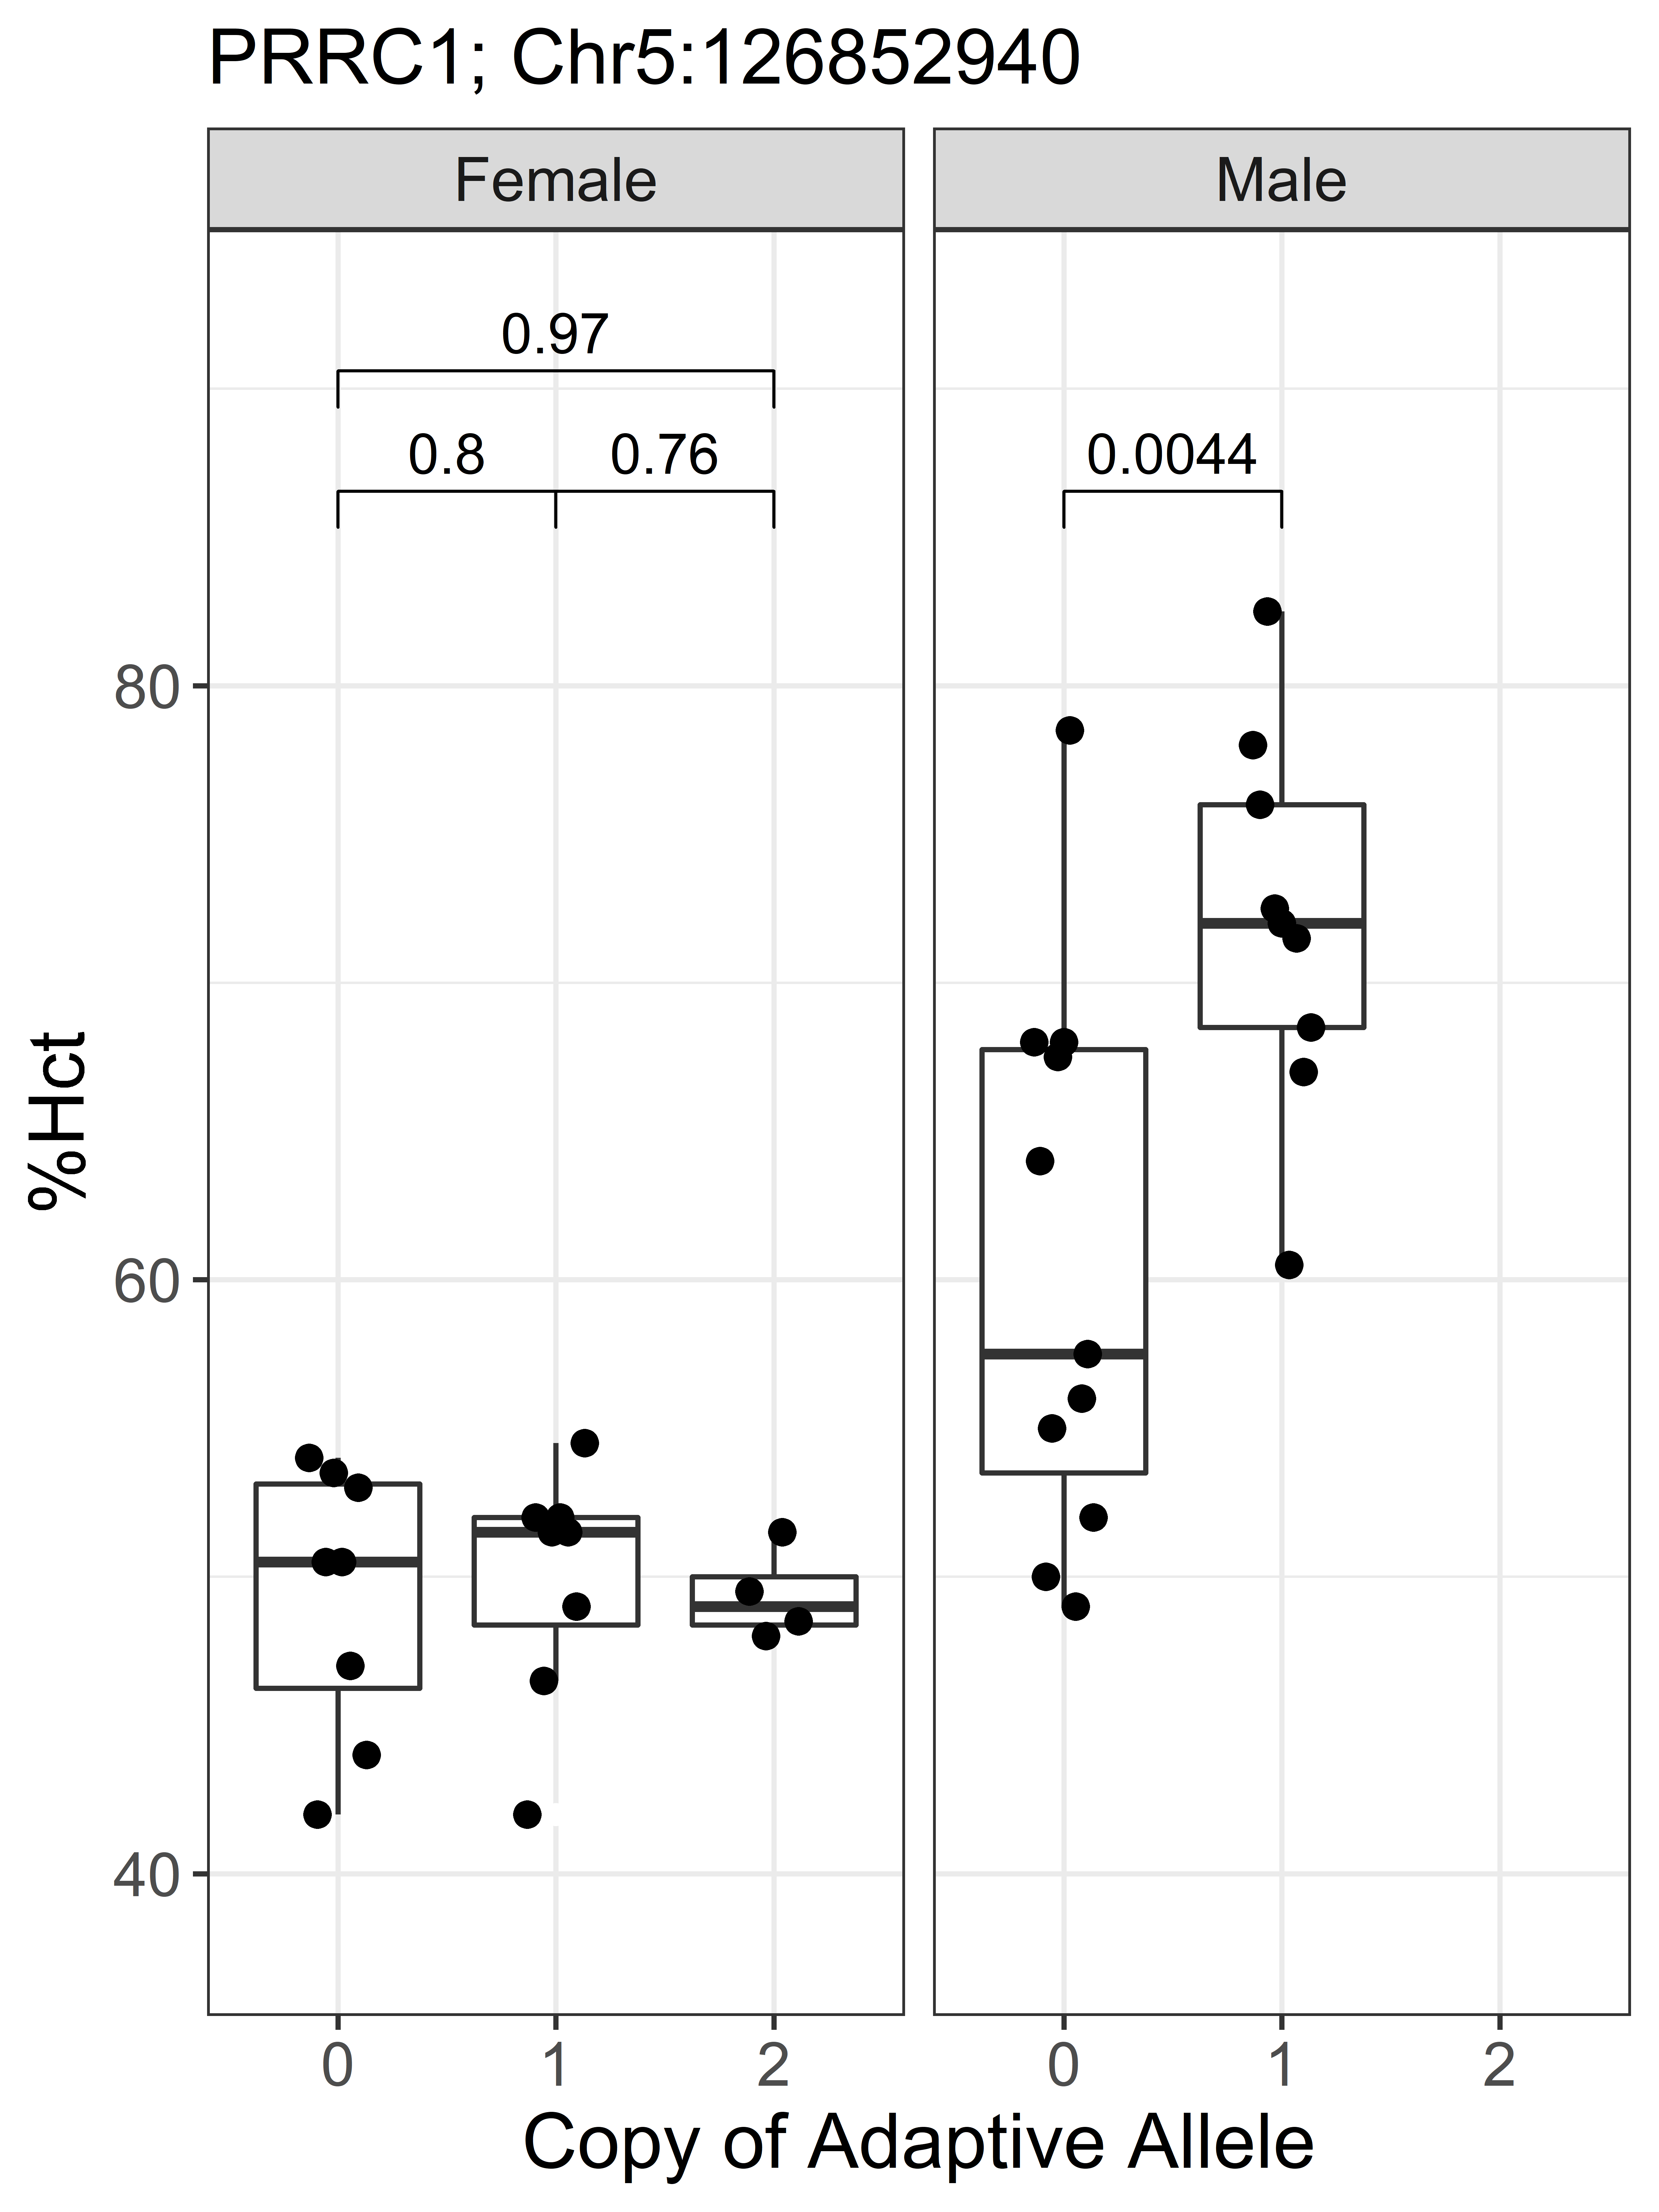 PRRC1; Chr5:126852940
Female
Male
0.97
0.8
0.76
0.0044
%Hct
80
60
40
0
1
2
0
1
2
Copy of Adaptive Allele